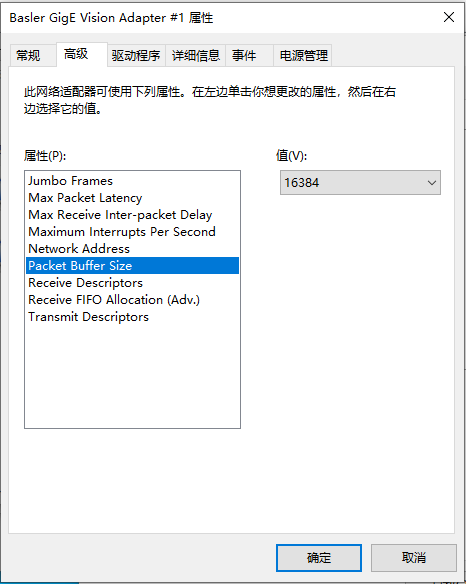 Basler GigE Vision Adapter #1 属性
常规 高级 驱动程序 详细信息 事件 电源管理
此网络适配器可使用下列属性。在左边单击你想更改的属性，然后在右
边选择它的值。
属性(P):
值(V):
16384
Jumbo Frames
Max Packet Latency
Max Receive Inter-packet Delay
Maximum Interrupts Per Second
Network Address
Packet Buffer Size
Receive Descriptors
Receive FIFO Allocation (Adv.)
Transmit Descriptors
确定
取消